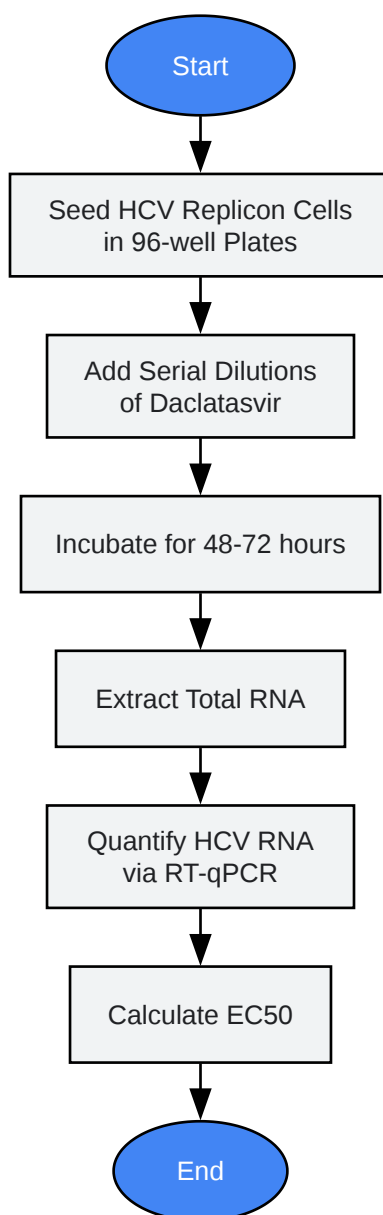 Start
Seed HCV Replicon Cells
in 96-well Plates
Add Serial Dilutions
of Daclatasvir
Incubate for 48-72 hours
Extract Total RNA
Quantify HCV RNA
via RT-qPCR
Calculate EC50
End